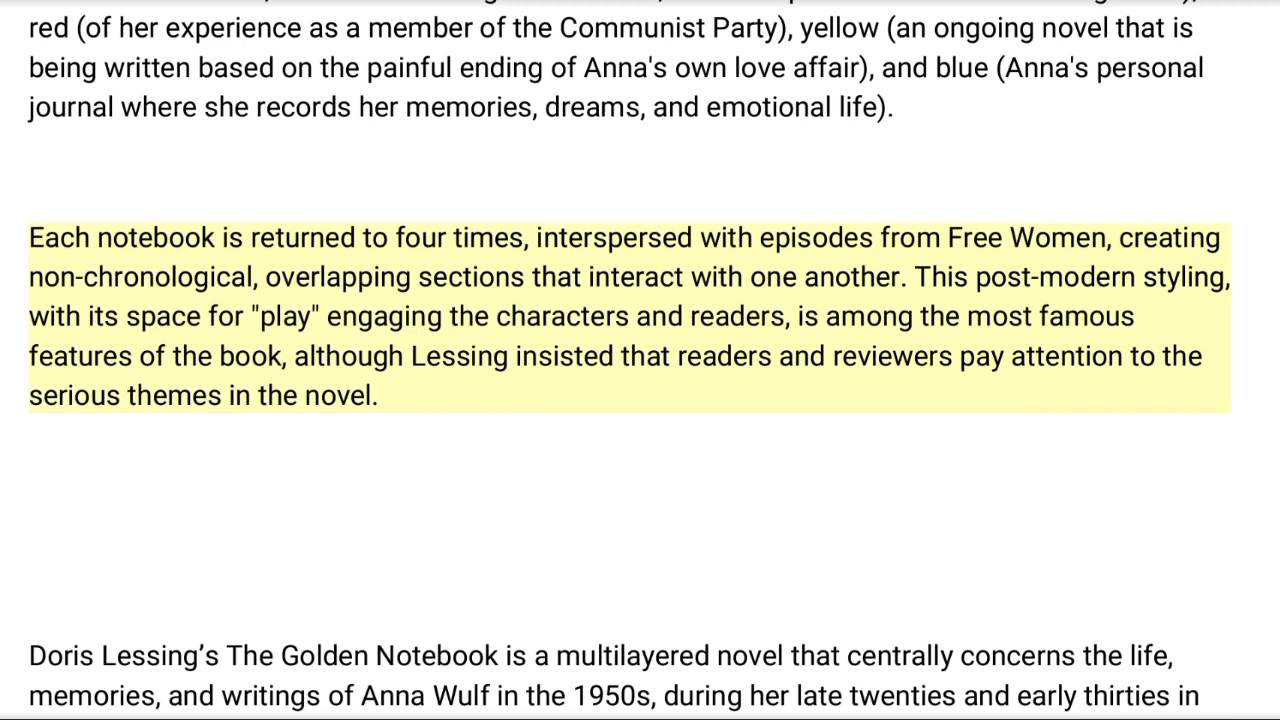 red (of her experience as a member of the Communist Party), yellow (an ongoing novel that is
being written based on the painful ending of Anna's own love affair), and blue (Anna's personal
journal where she records her memories, dreams, and emotional life).
Each notebook is returned to four times, interspersed with episodes from Free Women, creating
non-chronological, overlapping sections that interact with one another. This post-modern styling,
with its space for "play" engaging the characters and readers, is among the most famous
features of the book, although Lessing insisted that readers and reviewers pay attention to the
serious themes in the novel.
Doris Lessing’s The Golden Notebook is a multilayered novel that centrally concerns the life,
memories, and writings of Anna Wulf in the 1950s, during her late twenties and early thirties in